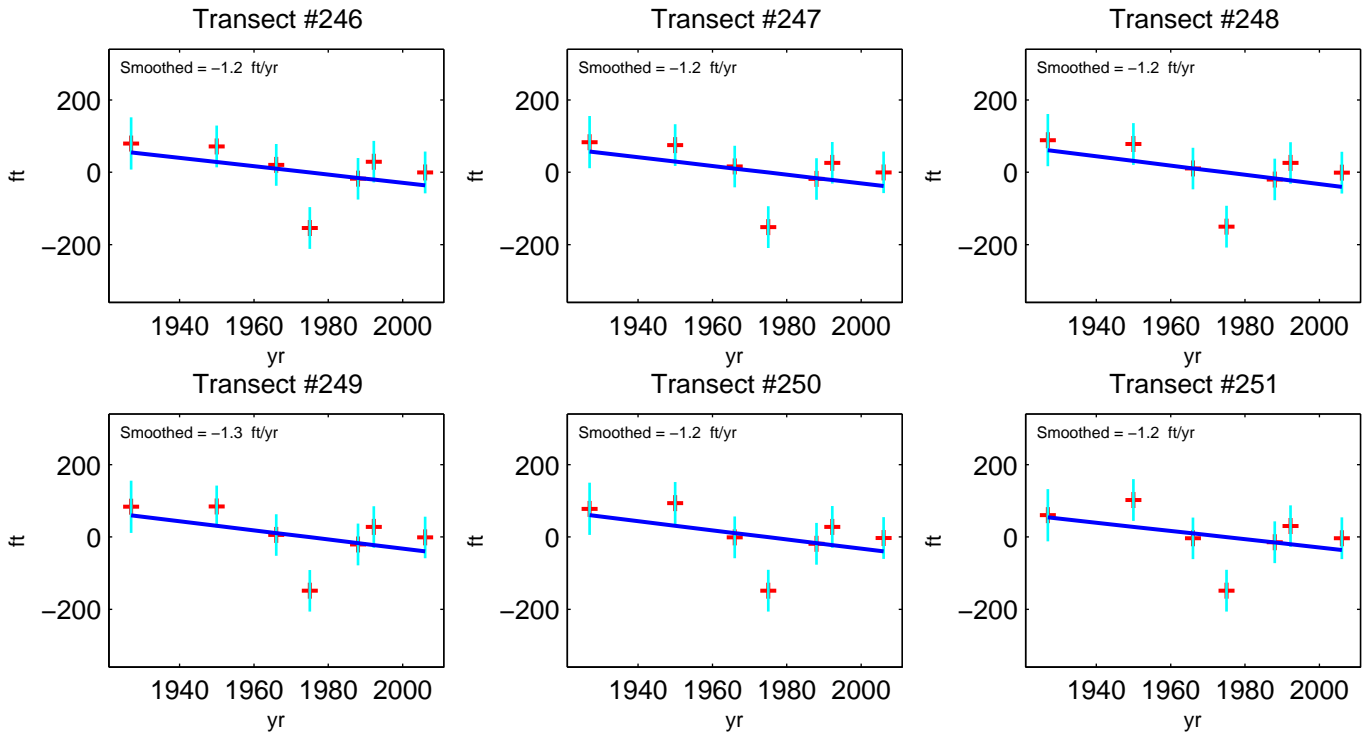 Transect #246
Smoothed = −1.2 ft/yr
200
0
−200
ft
1940 1960 1980 2000
yr
Transect #247
Smoothed = −1.2 ft/yr
200
0
−200
ft
1940 1960 1980 2000
yr
Transect #248
Smoothed = −1.2 ft/yr
200
0
−200
ft
1940 1960 1980 2000
yr
Transect #249
Smoothed = −1.3 ft/yr
200
0
−200
ft
1940 1960 1980 2000
yr
Transect #250
Smoothed = −1.2 ft/yr
200
0
−200
ft
1940 1960 1980 2000
yr
Transect #251
Smoothed = −1.2 ft/yr
200
0
−200
ft
1940 1960 1980 2000
yr